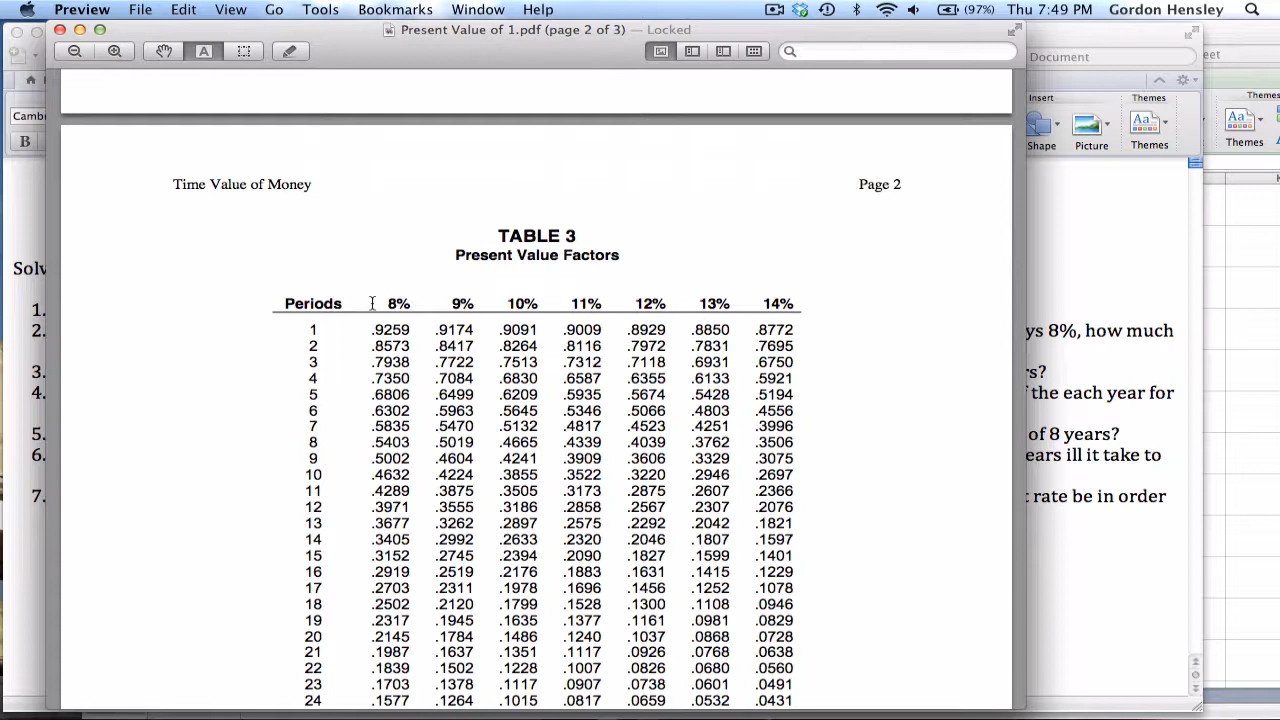 Preview File Edit View Go Tools Bookmarks Window Help (97%) Thu 7:49 PM Gordon Hensley
Present Value of 1.pdf (page 2 of 3) — Locked
Document
Insert Themes Themes
Camb
B
A
Aa Aa
Shape Picture Themes Themes
Time Value of Money Page 2
TABLE 3
Present Value Factors
Periods 8% 9% 10% 11% 12% 13% 14%
1 .9259 .9174 .9091 .9009 .8929 .8850 .8772
2 .8573 .8417 .8264 .8116 .7972 .7831 .7695
3 .7938 .7722 .7513 .7312 .7118 .6931 .6750
4 .7350 .7084 .6830 .6587 .6355 .6133 .5921
5 .6806 .6499 .6209 .5935 .5674 .5428 .5194
6 .6302 .5963 .5645 .5346 .5066 .4803 .4556
7 .5835 .5470 .5132 .4817 .4523 .4251 .3996
8 .5403 .5019 .4665 .4339 .4039 .3762 .3506
9 .5002 .4604 .4241 .3909 .3606 .3329 .3075
10 .4632 .4224 .3855 .3522 .3220 .2946 .2697
11 .4289 .3875 .3505 .3173 .2875 .2607 .2366
12 .3971 .3555 .3186 .2858 .2567 .2307 .2076
13 .3677 .3262 .2897 .2575 .2292 .2042 .1821
14 .3405 .2992 .2633 .2320 .2046 .1807 .1597
15 .3152 .2745 .2394 .2090 .1827 .1599 .1401
16 .2919 .2519 .2176 .1883 .1631 .1415 .1229
17 .2703 .2311 .1978 .1696 .1456 .1252 .1078
18 .2502 .2120 .1799 .1528 .1300 .1108 .0946
19 .2317 .1945 .1635 .1377 .1161 .0981 .0829
20 .2145 .1784 .1486 .1240 .1037 .0868 .0728
21 .1987 .1637 .1351 .1117 .0926 .0768 .0638
22 .1839 .1502 .1228 .1007 .0826 .0680 .0560
23 .1703 .1378 .1117 .0907 .0738 .0601 .0491
24 .1577 .1264 .1015 .0817 .0659 .0532 .0431
Solv
1.
2. ys 8%, how much
3. rs?
4. f the each year for
5. of 8 years?
6. ears ill it take to
7. t rate be in order